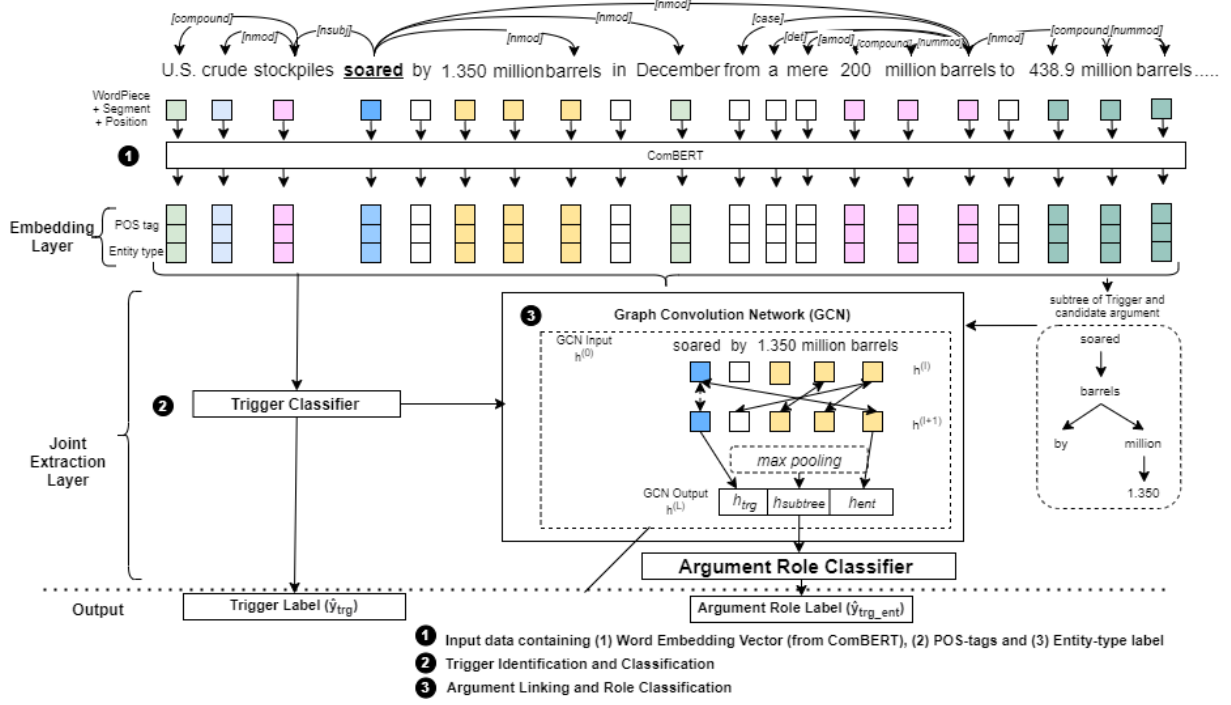 [nmod]
[compound] [case]
[nmod] [nsubj] [nmod] [nmod] [det] [amod] [compound] [nummod] [nmod] [compound] [nummod]
U.S. crude stockpiles soared by 1.350 million barrels in December from a mere 200 million barrels to 438.9 million barrels .....
WordPiece
+ Segment
+ Position
1
ComBERT
Embedding
Layer
POS tag
Entity type
subtree of Trigger and
candidate argument
3
Graph Convolution Network (GCN)
GCN Input
h(0)
soared by 1.350 million barrels
h(l)
h(l+1)
soared
barrels
by
million
1.350
2
Trigger Classifier
Joint
Extraction
Layer
max pooling
GCN Output
h(L)
htrg
hsubtree
hent
Argument Role Classifier
Output
Trigger Label (ŷtrg)
Argument Role Label (ŷtrg_ent)
1 Input data containing (1) Word Embedding Vector (from ComBERT), (2) POS-tags and (3) Entity-type label
2 Trigger Identification and Classification
3 Argument Linking and Role Classification